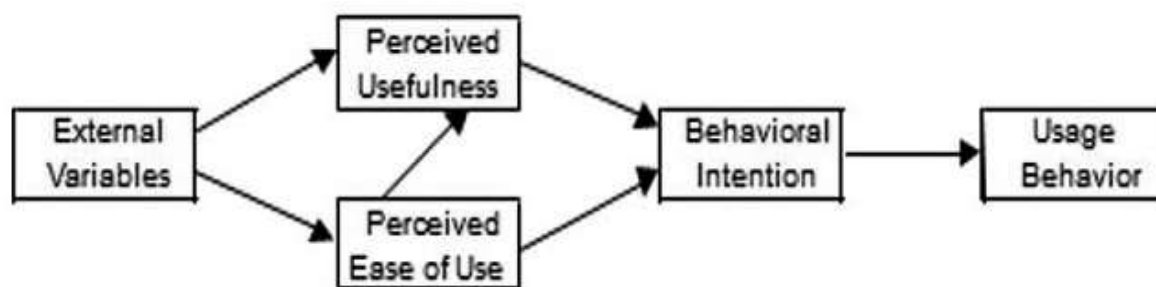 Perceived
Usefulness
External
Variables
Behavioral
Intention
Usage
Behavior
Perceived
Ease of Use